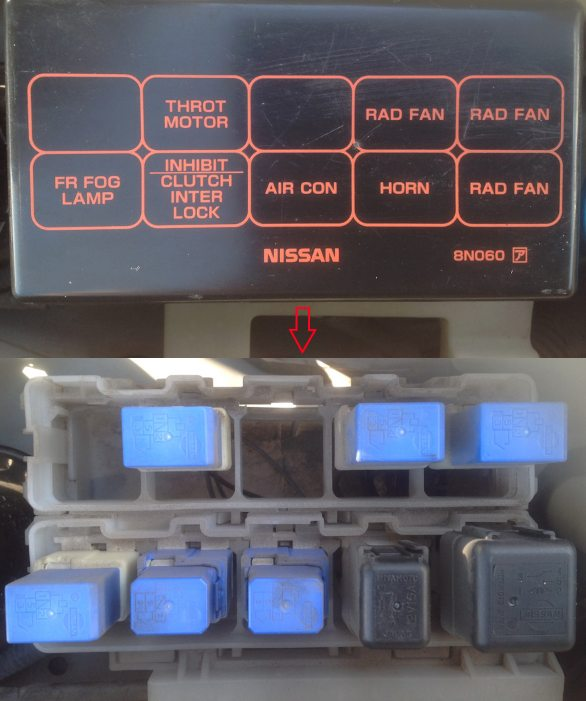 THROT
MOTOR
RAD FAN
RAD FAN
FR FOG
LAMP
INHIBIT
CLUTCH
INTER
LOCK
AIR CON
HORN
RAD FAN
NISSAN
8N060 ア